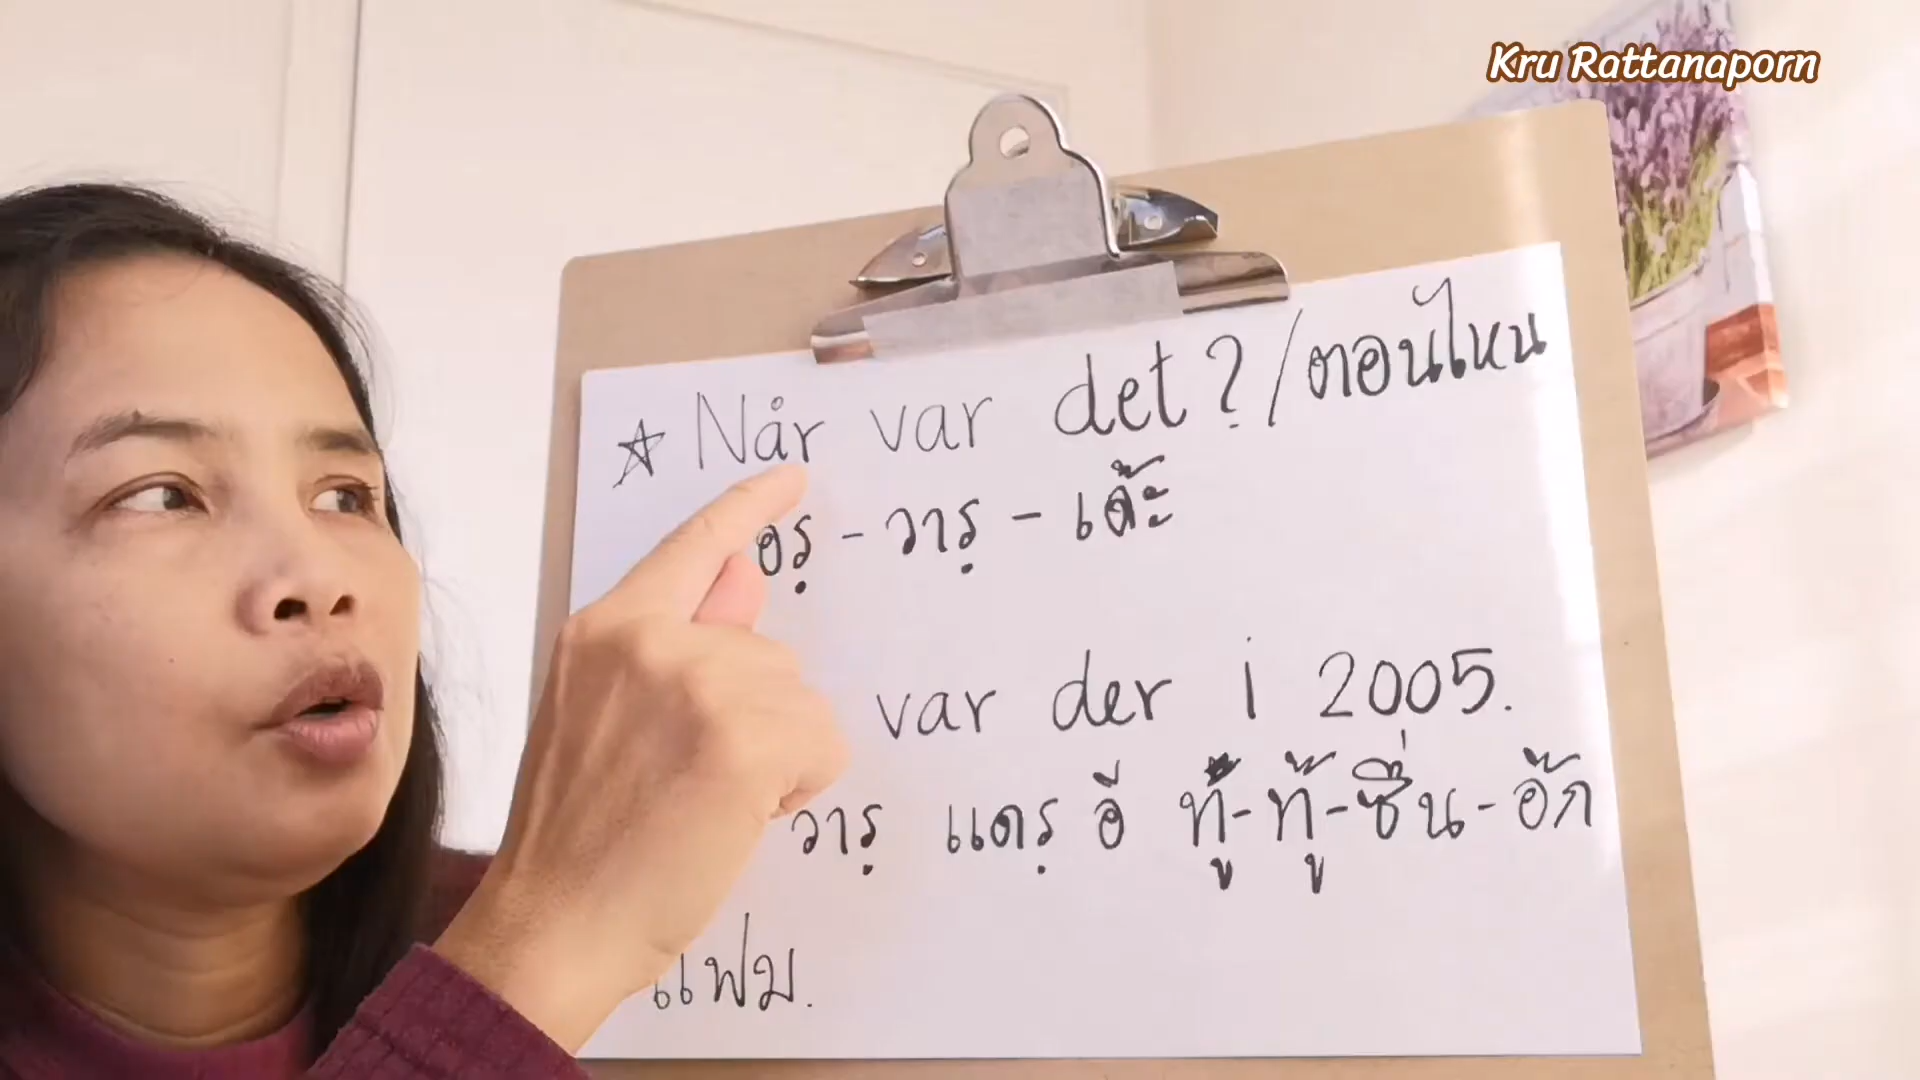 Kru Rattanaporn
☆ Når var det? / ตอนไหน
อรฺ - วารฺ - เด้ะ
var der i 2005.
วารฺ แดรฺ อี ทู๊-ทู๊-ซึ่น-อ๊ก
แฟม.